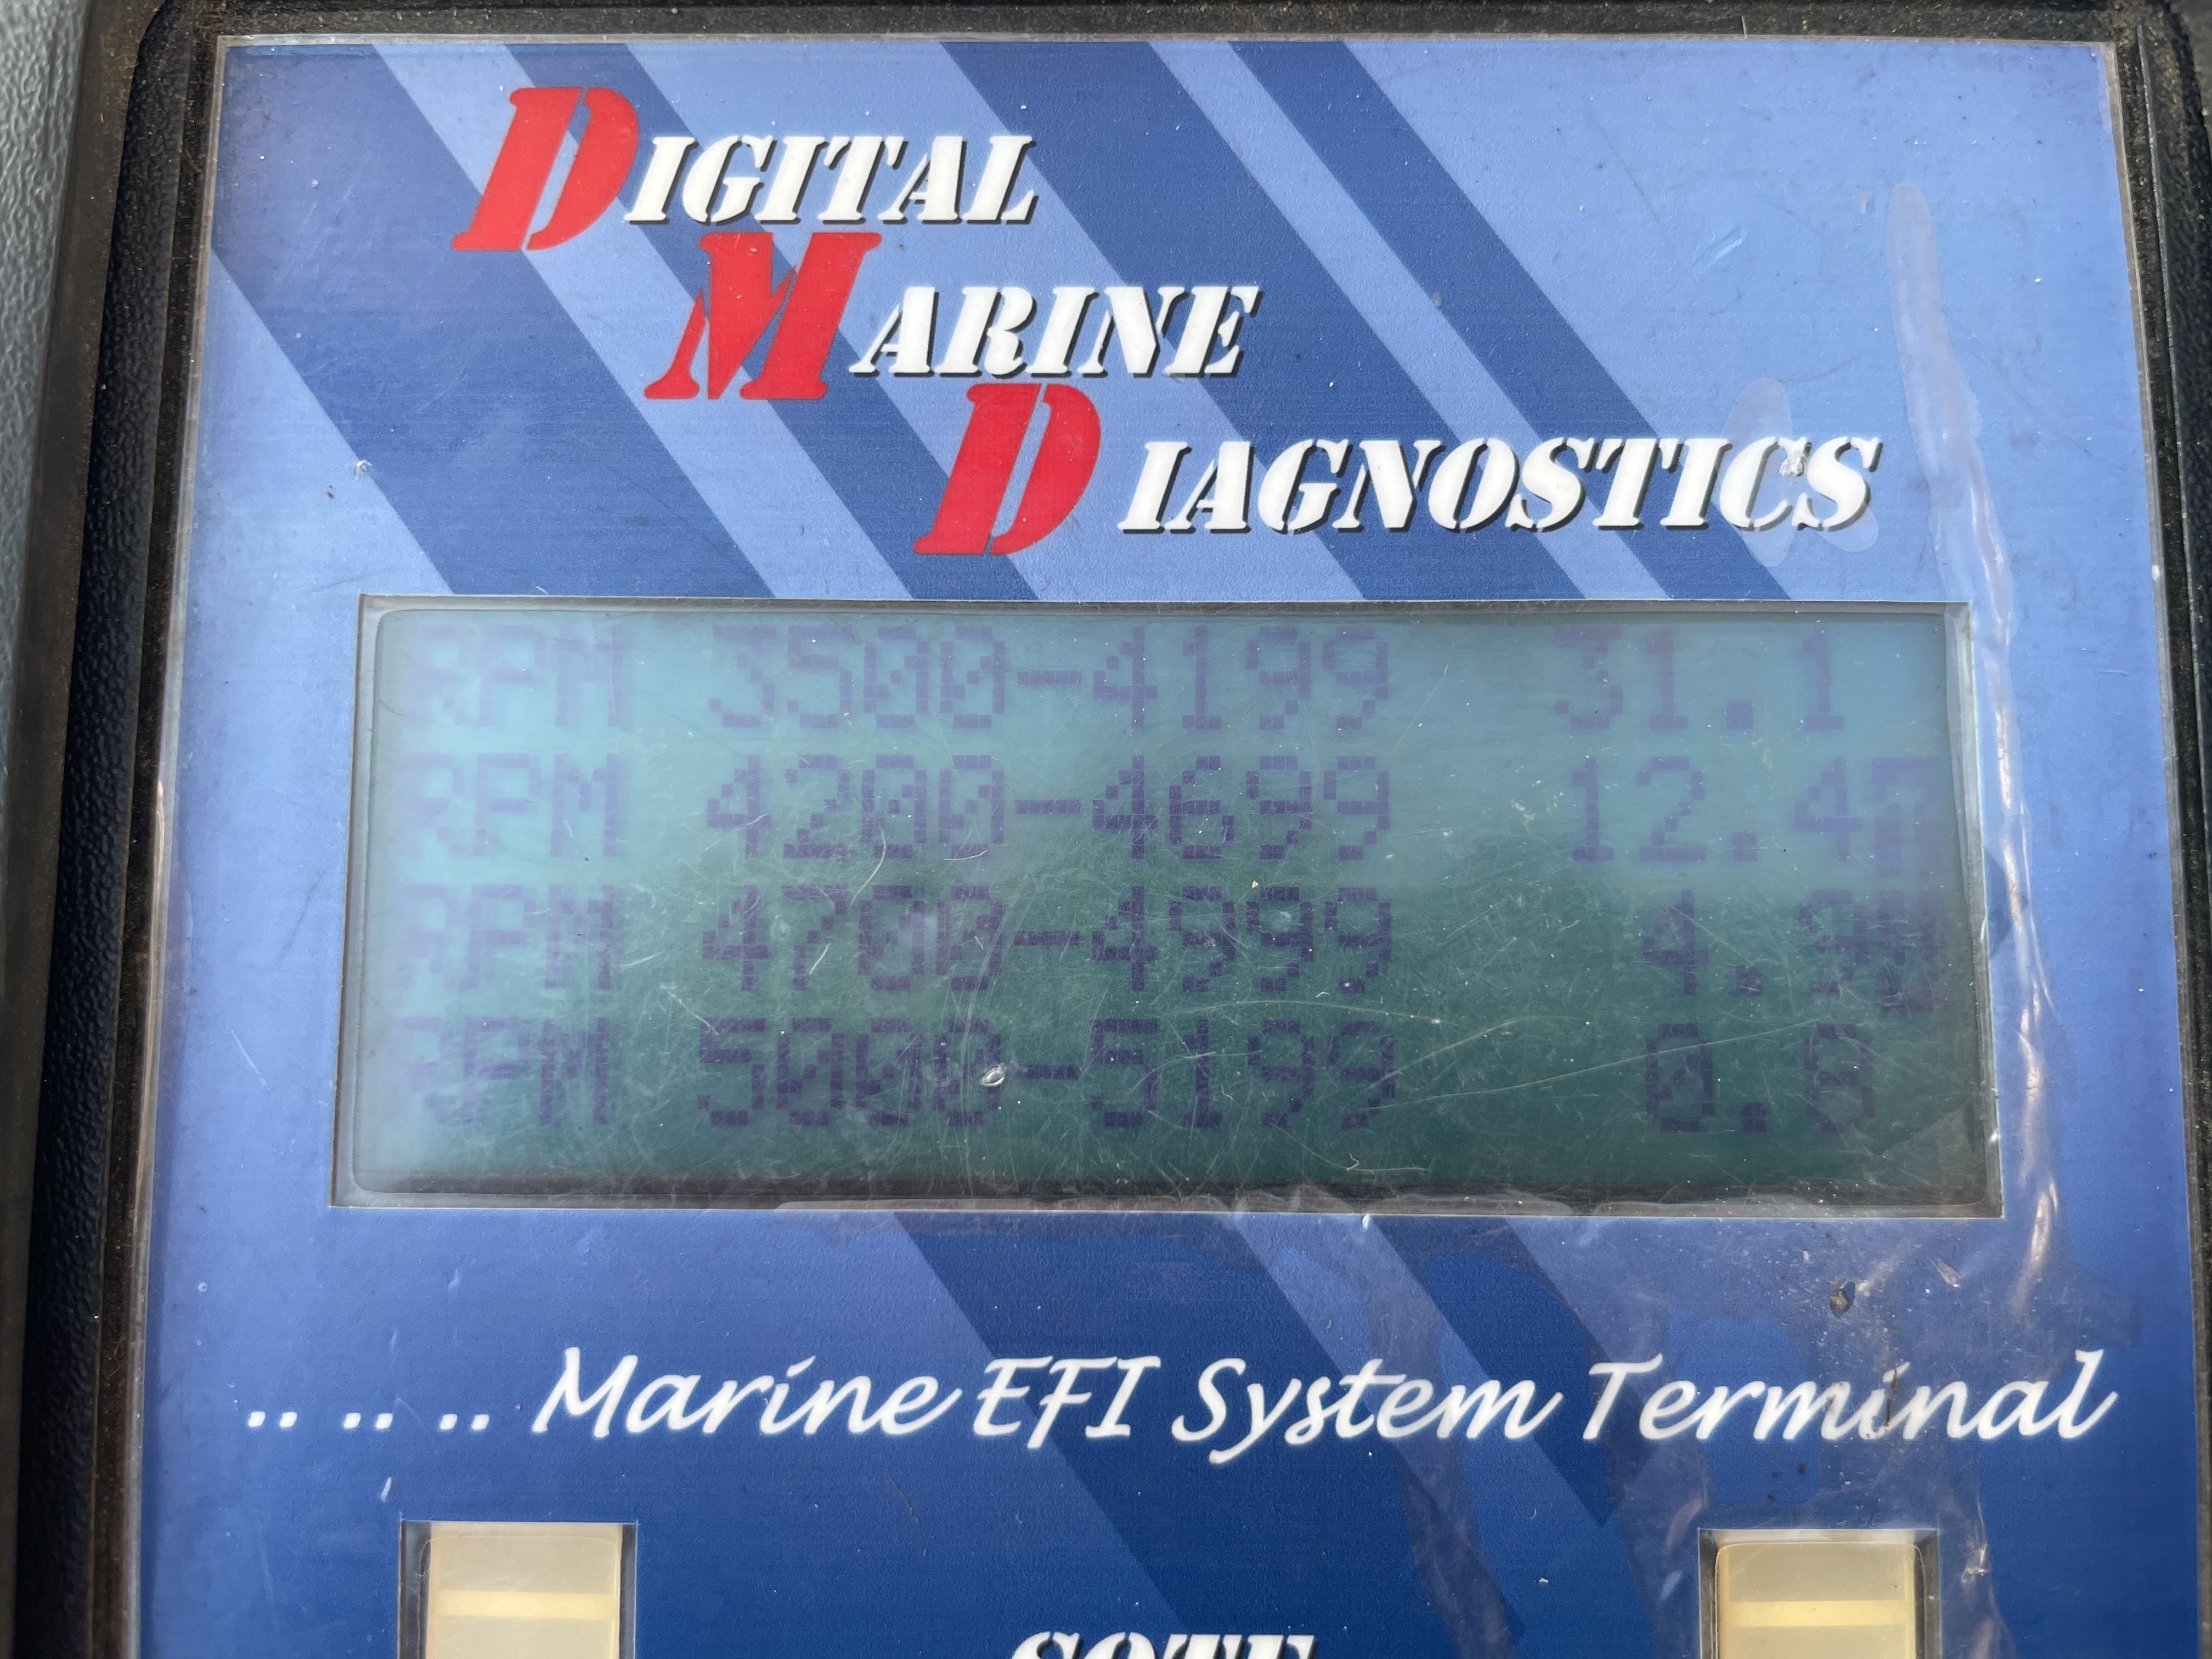 DIGITAL
MARINE
DIAGNOSTICS
RPM 3500-4199 31.1
RPM 4200-4699 12.4
RPM 4700-4999 4.9
RPM 5000-5199 0.8
.. .. .. Marine EFI System Terminal